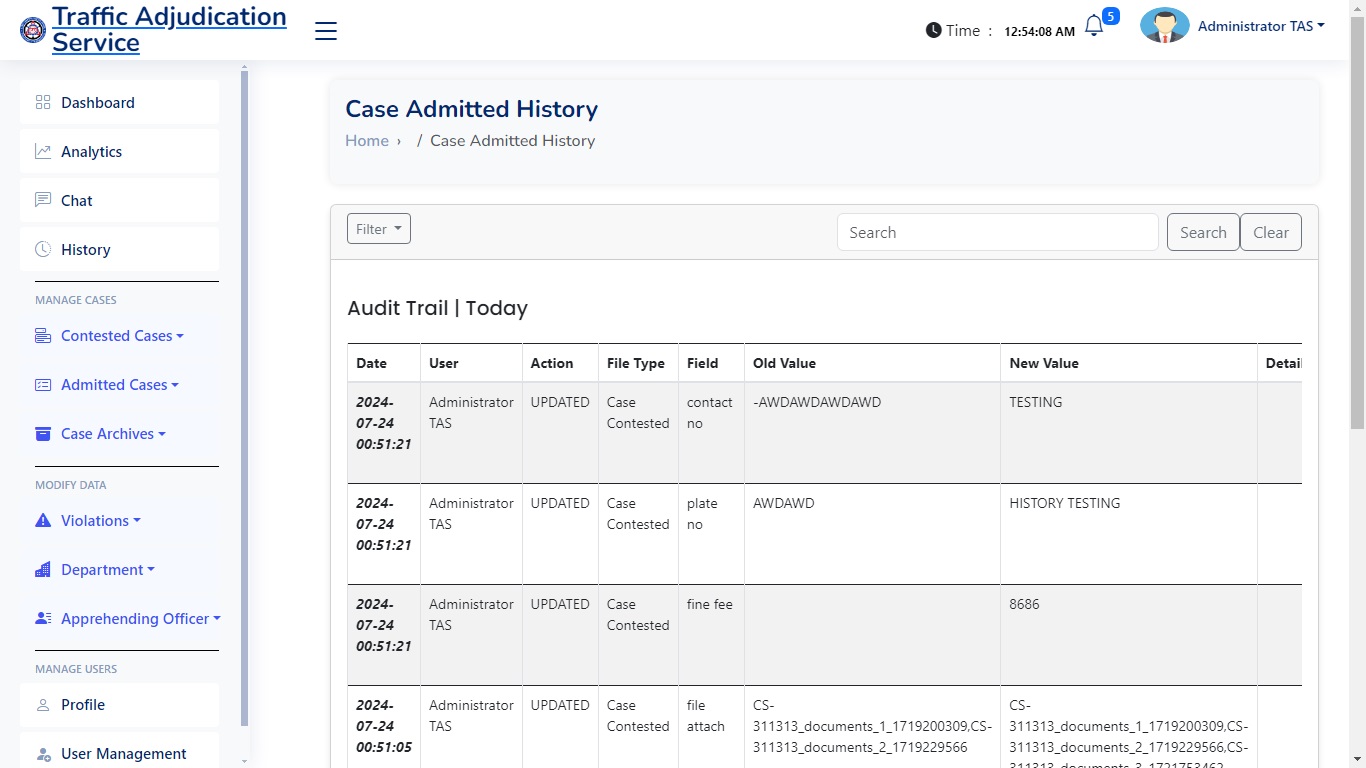 Traffic Adjudication
Service
Time : 12:54:08 AM
5
Administrator TAS
Dashboard
Analytics
Chat
History
MANAGE CASES
Contested Cases
Admitted Cases
Case Archives
MODIFY DATA
Violations
Department
Apprehending Officer
MANAGE USERS
Profile
User Management
Case Admitted History
Home › / Case Admitted History
Filter
Search
Search
Clear
Audit Trail | Today
Date User Action File Type Field Old Value New Value Detail
2024- Administrator UPDATED Case contact -AWDAWDAWDAWD TESTING
07-24 TAS Contested no
00:51:21
2024- Administrator UPDATED Case plate AWDAWD HISTORY TESTING
07-24 TAS Contested no
00:51:21
2024- Administrator UPDATED Case fine fee 8686
07-24 TAS Contested
00:51:21
2024- Administrator UPDATED Case file CS- CS-
07-24 TAS Contested attach 311313_documents_1_1719200309,CS- 311313_documents_1_1719200309,CS-
00:51:05 311313_documents_2_1719229566 311313_documents_2_1719229566,CS-
311313_documents_3_1721753462